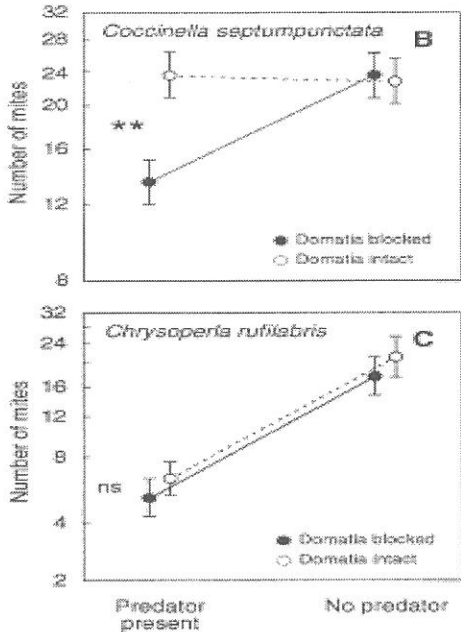 32
Coccinella septumpunctata B
28
24
20
16
12
8
Number of mites
**
Domatia blocked
Domatia intact
32
Chrysoperla rufilabris C
24
16
12
8
4
2
Number of mites
ns
Domatia blocked
Domatia intact
Predator present
No predator